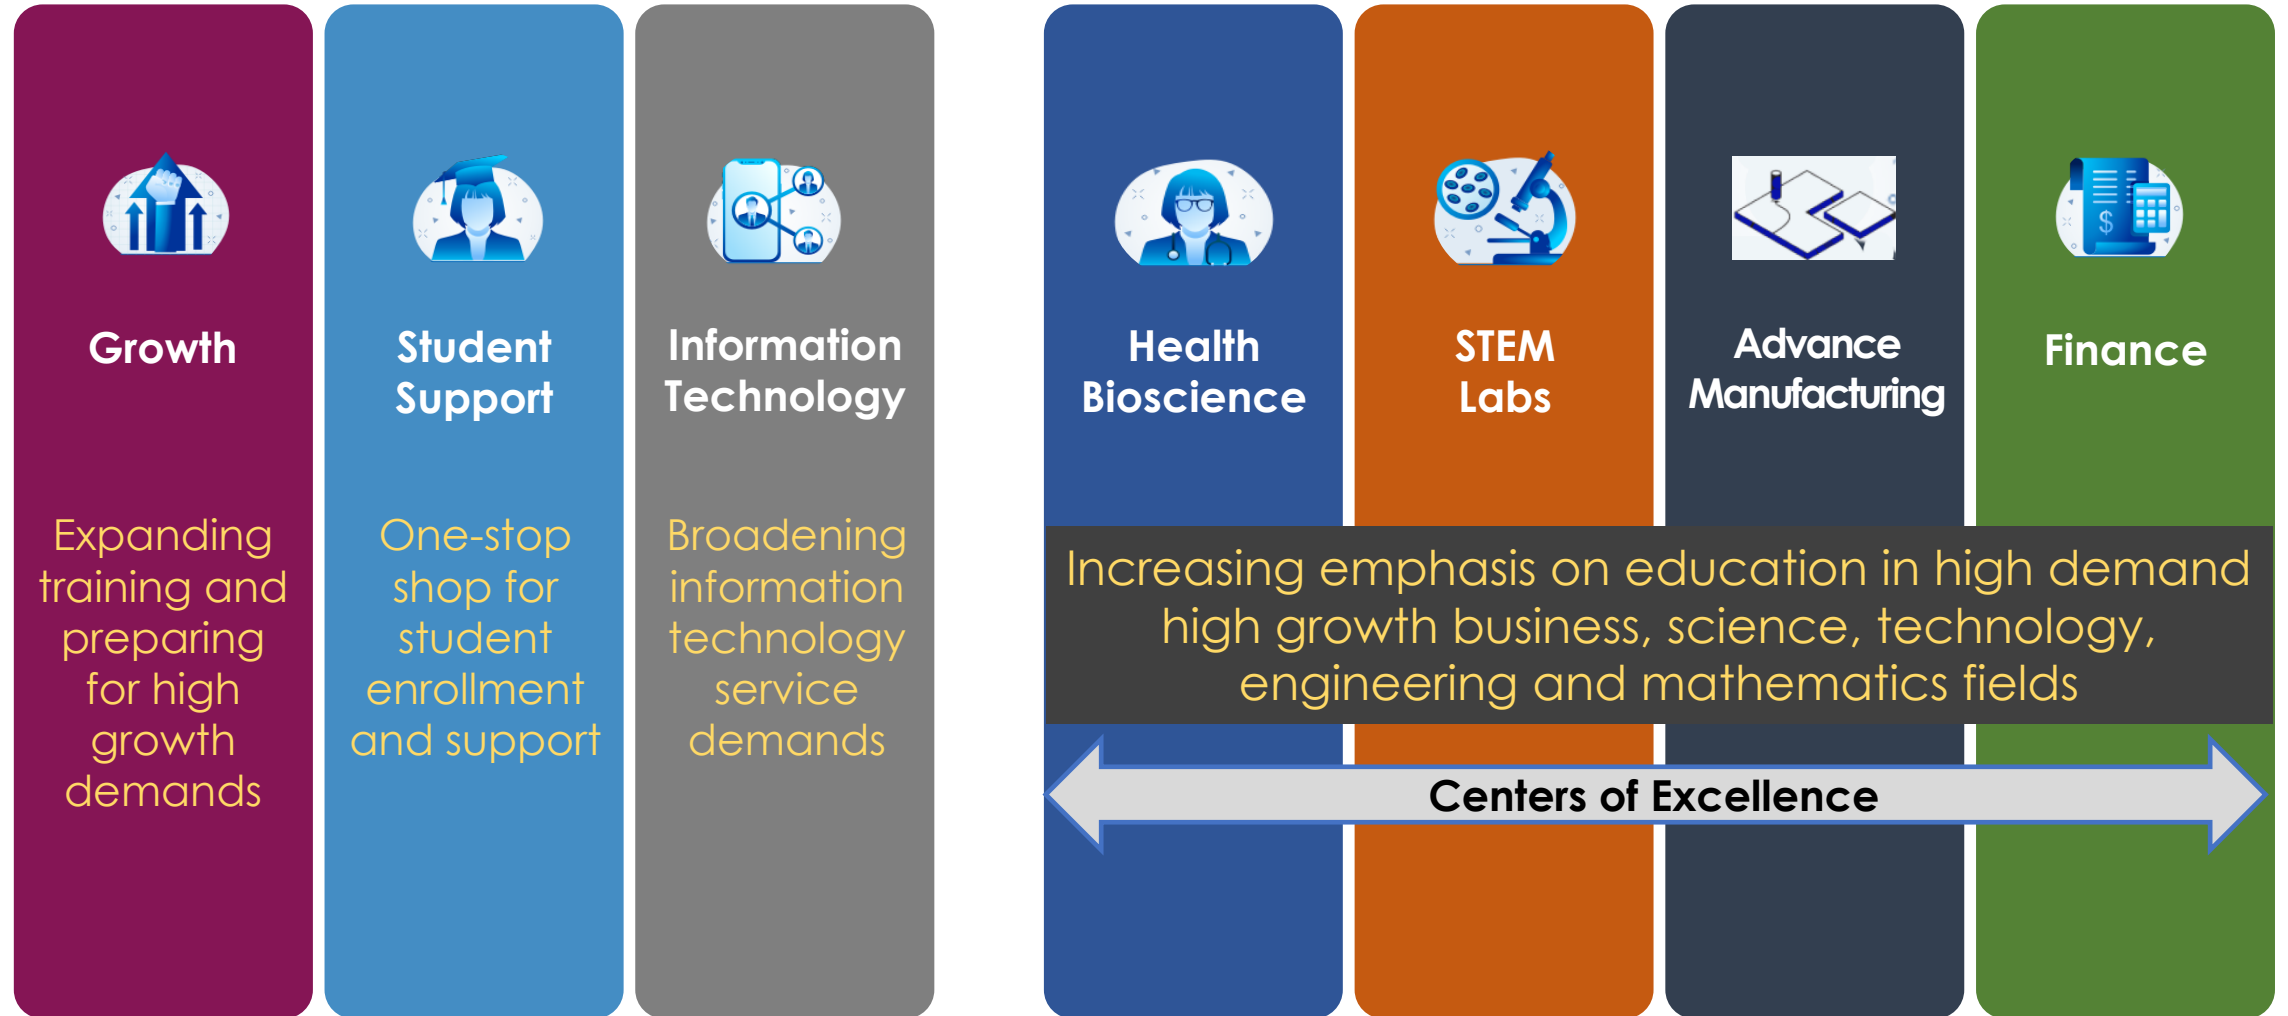 Growth
Expanding
training and
preparing
for high
growth
demands
Student
Support
One-stop
shop for
student
enrollment
and support
Information
Technology
Broadening
information
technology
service
demands
Health
Bioscience
STEM
Labs
Advance
Manufacturing
$
Finance
Increasing emphasis on education in high demand
high growth business, science, technology,
engineering and mathematics fields
Centers of Excellence